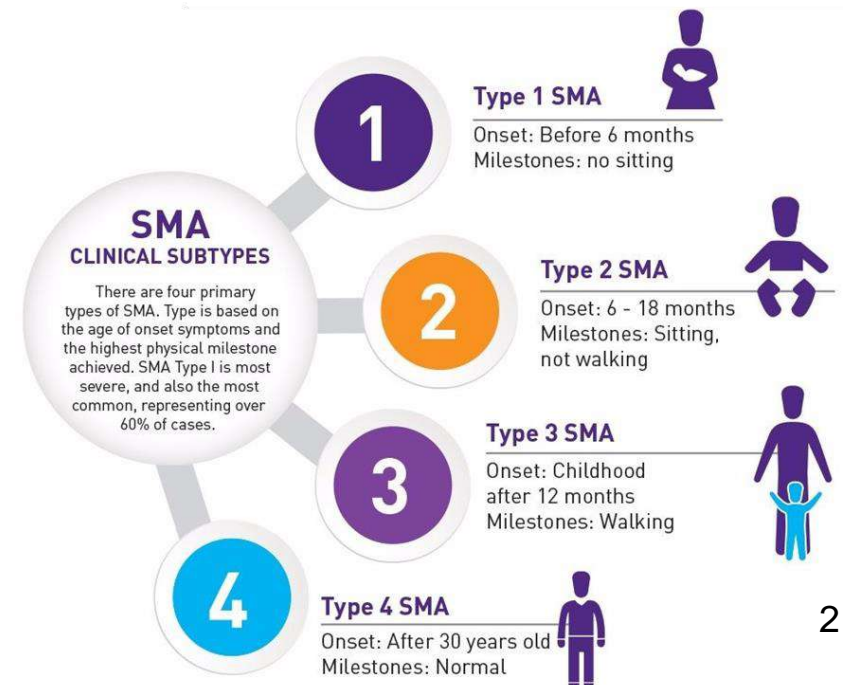 SMA
CLINICAL SUBTYPES
There are four primary
types of SMA. Type is based on
the age of onset symptoms and
the highest physical milestone
achieved. SMA Type I is most
severe, and also the most
common, representing over
60% of cases.
1
Type 1 SMA
Onset: Before 6 months
Milestones: no sitting
2
Type 2 SMA
Onset: 6 - 18 months
Milestones: Sitting,
not walking
3
Type 3 SMA
Onset: Childhood
after 12 months
Milestones: Walking
4
Type 4 SMA
Onset: After 30 years old
Milestones: Normal
2